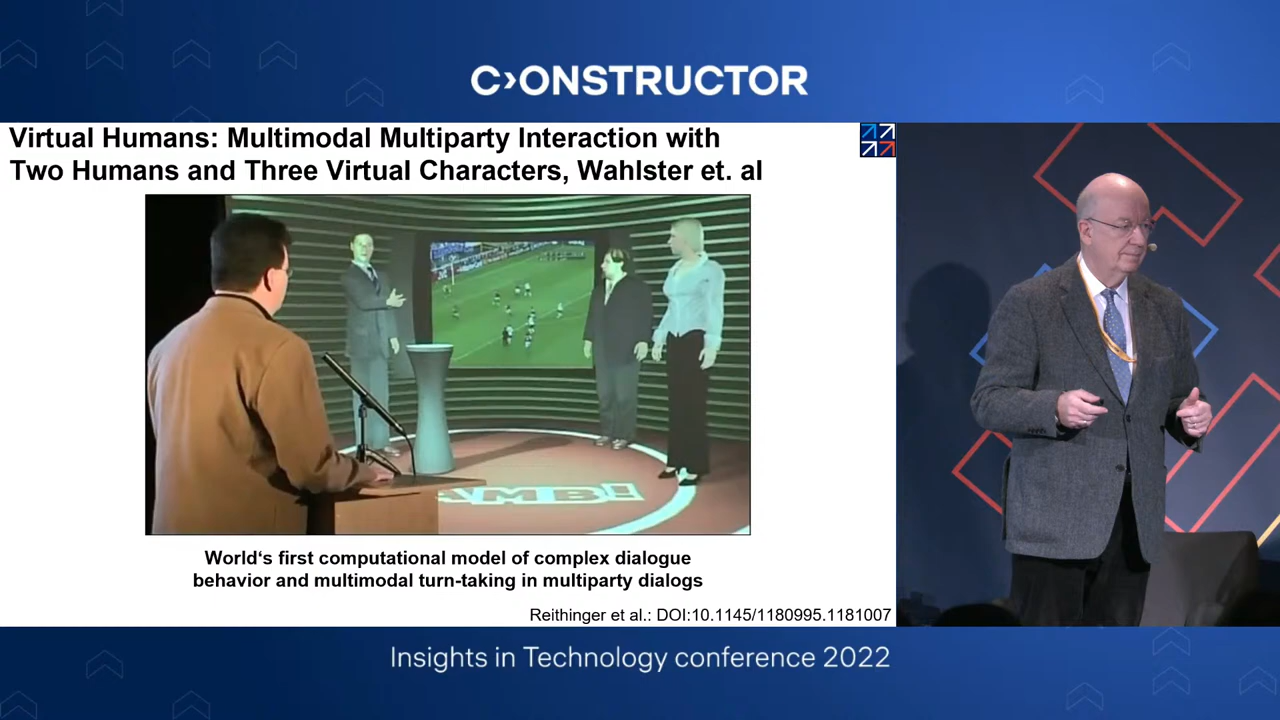 C›ONSTRUCTOR
Virtual Humans: Multimodal Multiparty Interaction with
Two Humans and Three Virtual Characters, Wahlster et. al
AMBi
World‘s first computational model of complex dialogue
behavior and multimodal turn-taking in multiparty dialogs
Reithinger et al.: DOI:10.1145/1180995.1181007
Insights in Technology conference 2022